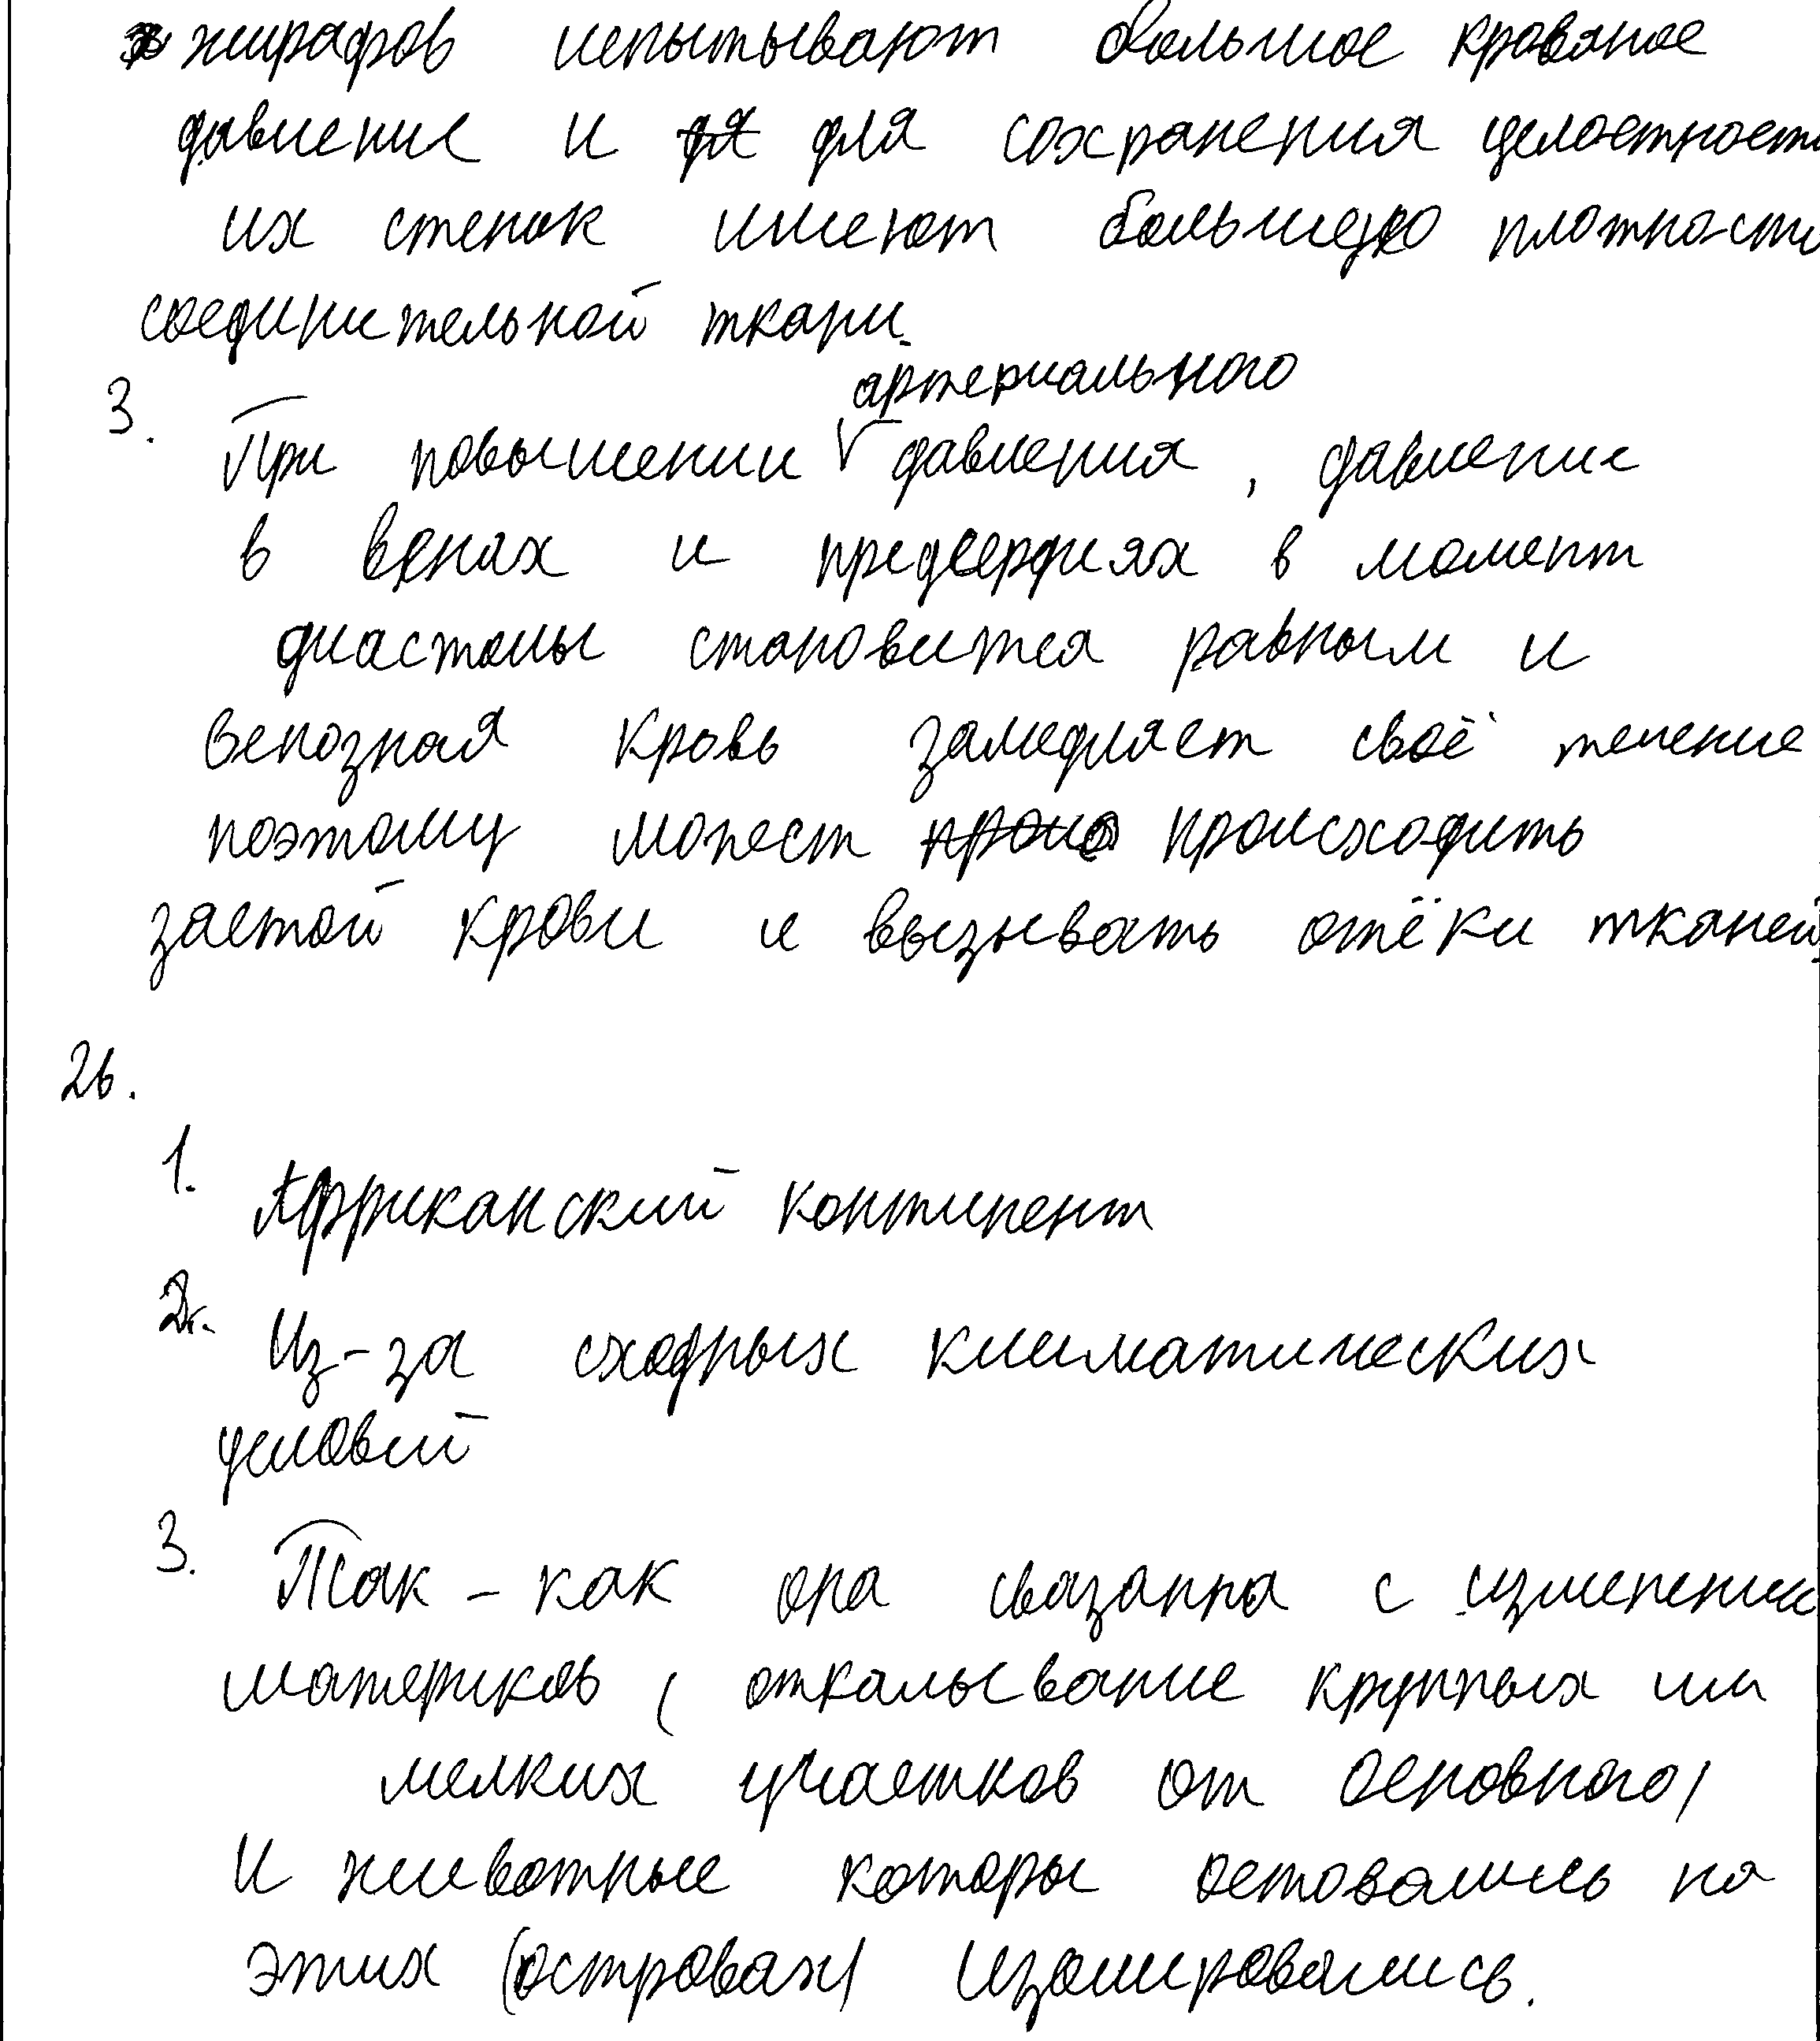 жирафов испытывают большое кровяное
давление и для сохранения целостности
их стенок имеют большую плотность
соединительной ткани.
артериального
3. При повышении давления, давление
в венах и предсердиях в момент
диастолы становится равным и
венозная кровь замедляет своё течение
поэтому может происходить
застой крови и вызывать отёки тканей
26.
1. Африканский континент
2. Из-за сходных климатических
условий
3. Так-как она связанна с изменением
материков, откалывание крупных или
мелких участков от основного,
и животные которы оставались на
этих (островах) изолировались.